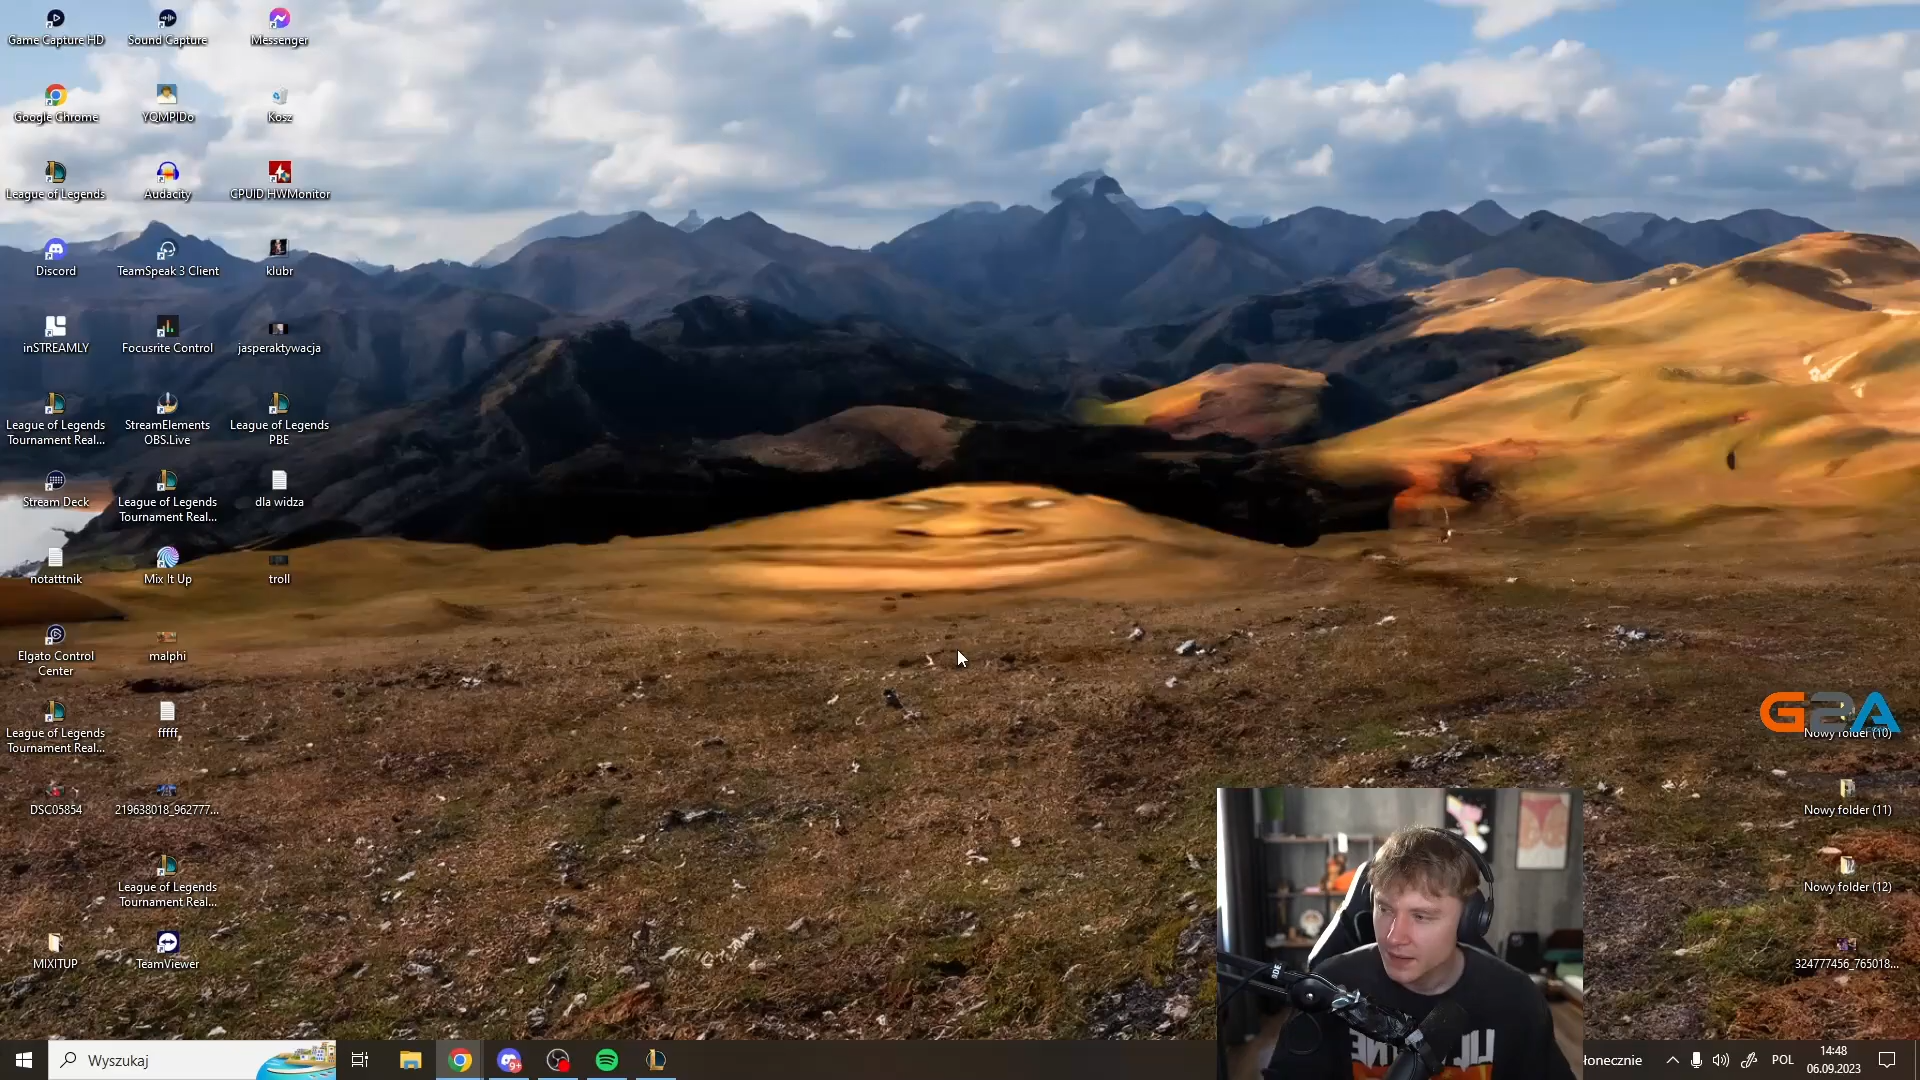 Game Capture HD
Sound Capture
Messenger
Google Chrome
YQMPIDo
Kosz
League of Legends
Audacity
CPUID HWMonitor
Discord
TeamSpeak 3 Client
klubr
inSTREAMLY
Focusrite Control
jasperaktywacja
League of Legends
Tournament Real...
StreamElements
OBS.Live
League of Legends
PBE
Stream Deck
League of Legends
Tournament Real...
dla widza
notatttnik
Mix It Up
troll
Elgato Control
Center
malphi
League of Legends
Tournament Real...
fffff
G2A
Nowy folder (10)
DSC05854
219638018_962777...
Nowy folder (11)
League of Legends
Tournament Real...
Nowy folder (12)
MIXITUP
TeamViewer
324777456_765018...
Wyszukaj
9+
łonecznie
POL
14:48
06.09.2023